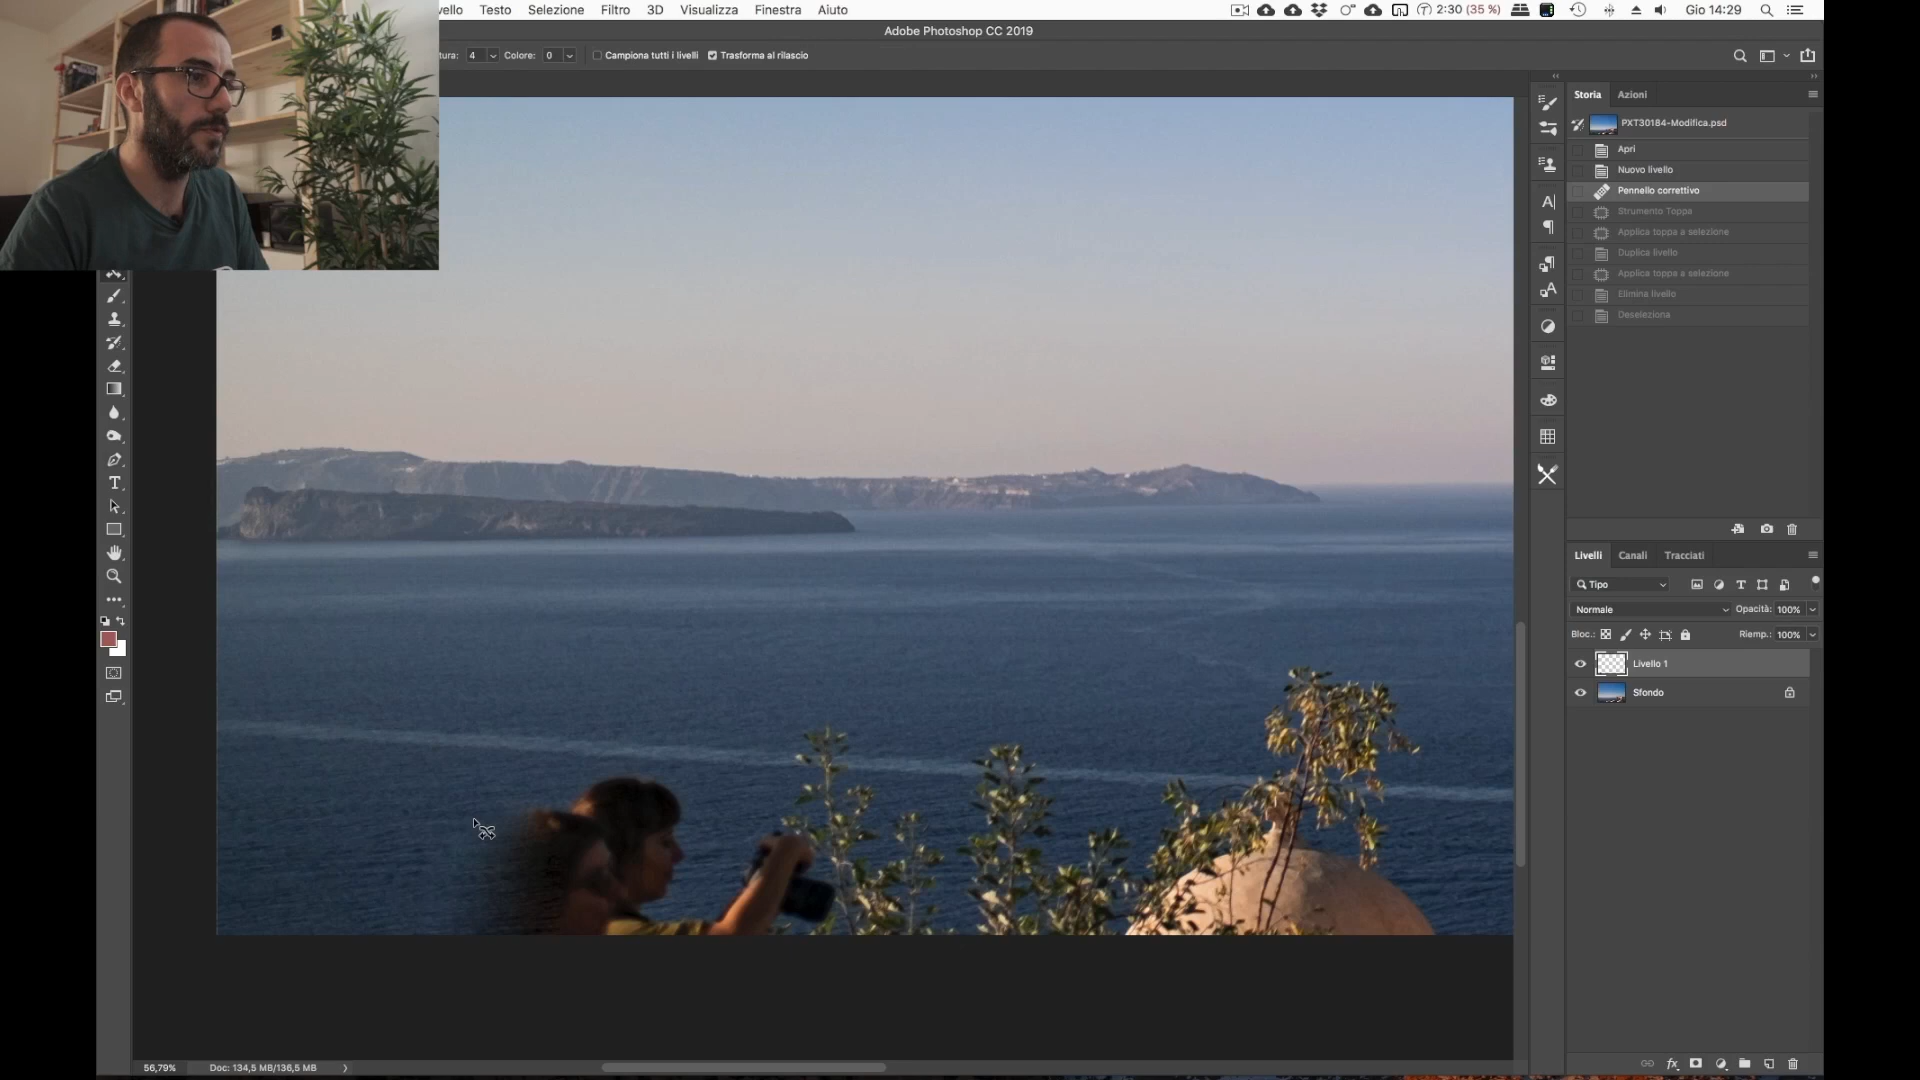 vello Testo Selezione Filtro 3D Visualizza Finestra Aiuto 2:30 (35 %) Gio 14:29
Adobe Photoshop CC 2019
tura: 4 Colore: 0 Campiona tutti i livelli Trasforma al rilascio
Storia Azioni
PXT30184-Modifica.psd
Apri
Nuovo livello
Pennello correttivo
Strumento Toppa
Applica toppa a selezione
Duplica livello
Applica toppa a selezione
Elimina livello
Deseleziona
Livelli Canali Tracciati
Tipo
Normale Opacità: 100%
Bloc.: Riemp.: 100%
Livello 1
Sfondo
56,79% Doc: 134,5 MB/136,5 MB